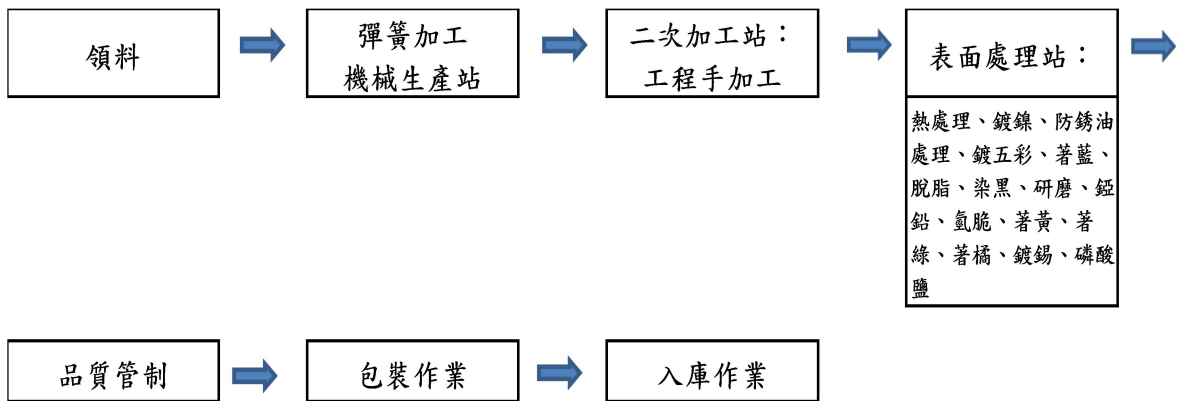 領料
彈簧加工
機械生產站
二次加工站：
工程手加工
表面處理站：
熱處理、鍍鎳、防銹油
處理、鍍五彩、著藍、
脫脂、染黑、研磨、錏
鉛、氫脆、著黃、著
綠、著橘、鍍錫、磷酸
鹽
品質管制
包裝作業
入庫作業